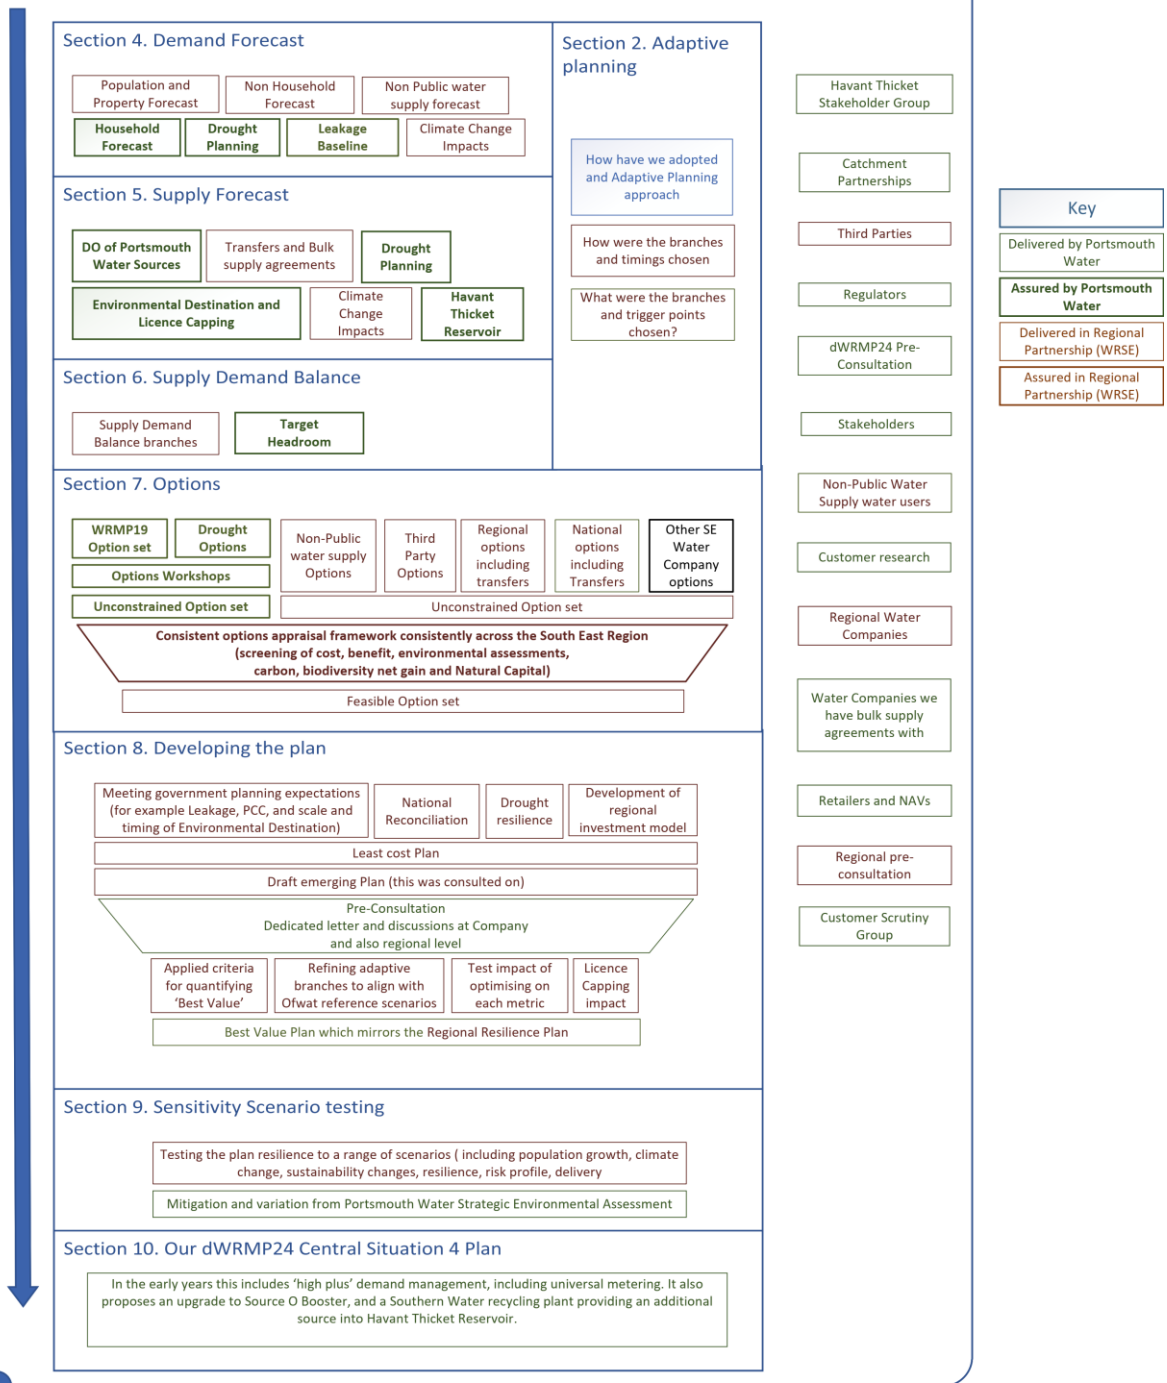 Section 4. Demand Forecast
Population and
Property Forecast
Non Household
Forecast
Non Public water
supply forecast
Household
Forecast
Drought
Planning
Leakage
Baseline
Climate Change
Impacts
Section 2. Adaptive
planning
How have we adopted
and Adaptive Planning
approach
How were the branches
and timings chosen
What were the branches
and trigger points
chosen?
Section 5. Supply Forecast
DO of Portsmouth
Water Sources
Transfers and Bulk
supply agreements
Drought
Planning
Environmental Destination and
Licence Capping
Climate
Change
Impacts
Havant
Thicket
Reservoir
Section 6. Supply Demand Balance
Supply Demand
Balance branches
Target
Headroom
Section 7. Options
WRMP19
Option set
Drought
Options
Options Workshops
Unconstrained Option set
Non-Public
water supply
Options
Third
Party
Options
Regional
options
including
transfers
National
options
including
Transfers
Other SE
Water
Company
options
Unconstrained Option set
Consistent options appraisal framework consistently across the South East Region
(screening of cost, benefit, environmental assessments,
carbon, biodiversity net gain and Natural Capital)
Feasible Option set
Section 8. Developing the plan
Meeting government planning expectations
(for example Leakage, PCC, and scale and
timing of Environmental Destination)
National
Reconciliation
Drought
resilience
Development of
regional
investment model
Least cost Plan
Draft emerging Plan (this was consulted on)
Pre-Consultation
Dedicated letter and discussions at Company
and also regional level
Applied criteria
for quantifying
‘Best Value’
Refining adaptive
branches to align with
Ofwat reference scenarios
Test impact of
optimising on
each metric
Licence
Capping
impact
Best Value Plan which mirrors the Regional Resilience Plan
Section 9. Sensitivity Scenario testing
Testing the plan resilience to a range of scenarios ( including population growth, climate
change, sustainability changes, resilience, risk profile, delivery
Mitigation and variation from Portsmouth Water Strategic Environmental Assessment
Section 10. Our dWRMP24 Central Situation 4 Plan
In the early years this includes ‘high plus’ demand management, including universal metering. It also
proposes an upgrade to Source O Booster, and a Southern Water recycling plant providing an additional
source into Havant Thicket Reservoir.
Havant Thicket
Stakeholder Group
Catchment
Partnerships
Third Parties
Regulators
dWRMP24 Pre-
Consultation
Stakeholders
Non-Public Water
Supply water users
Customer research
Regional Water
Companies
Water Companies we
have bulk supply
agreements with
Retailers and NAVs
Regional pre-
consultation
Customer Scrutiny
Group
Key
Delivered by Portsmouth
Water
Assured by Portsmouth
Water
Delivered in Regional
Partnership (WRSE)
Assured in Regional
Partnership (WRSE)